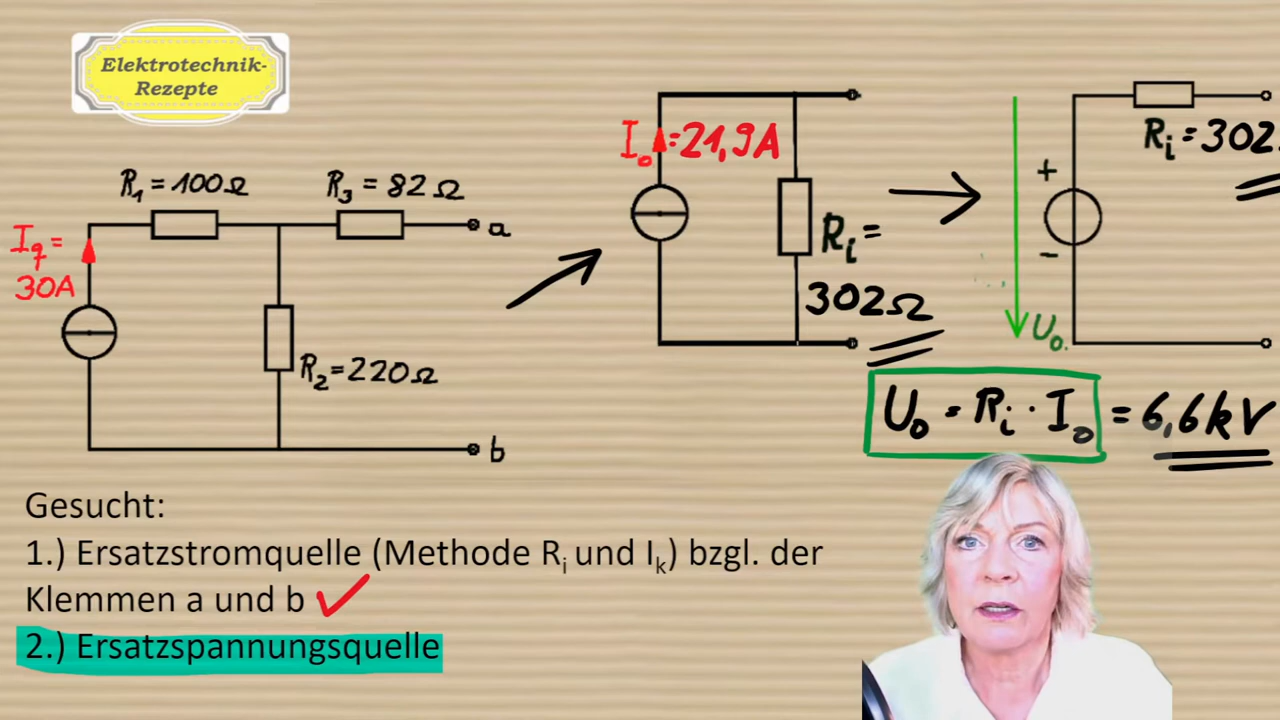 Elektrotechnik-
Rezepte
R1 = 100Ω
R3 = 82Ω
Iq =
30A
a
R2 = 220Ω
b
I0 = 21,9A
Ri =
302Ω
Ri = 302
+
-
U0
U0 = Ri · I0 = 6,6kV
Gesucht:
1.) Ersatzstromquelle (Methode Ri und Ik) bzgl. der
Klemmen a und b
2.) Ersatzspannungsquelle